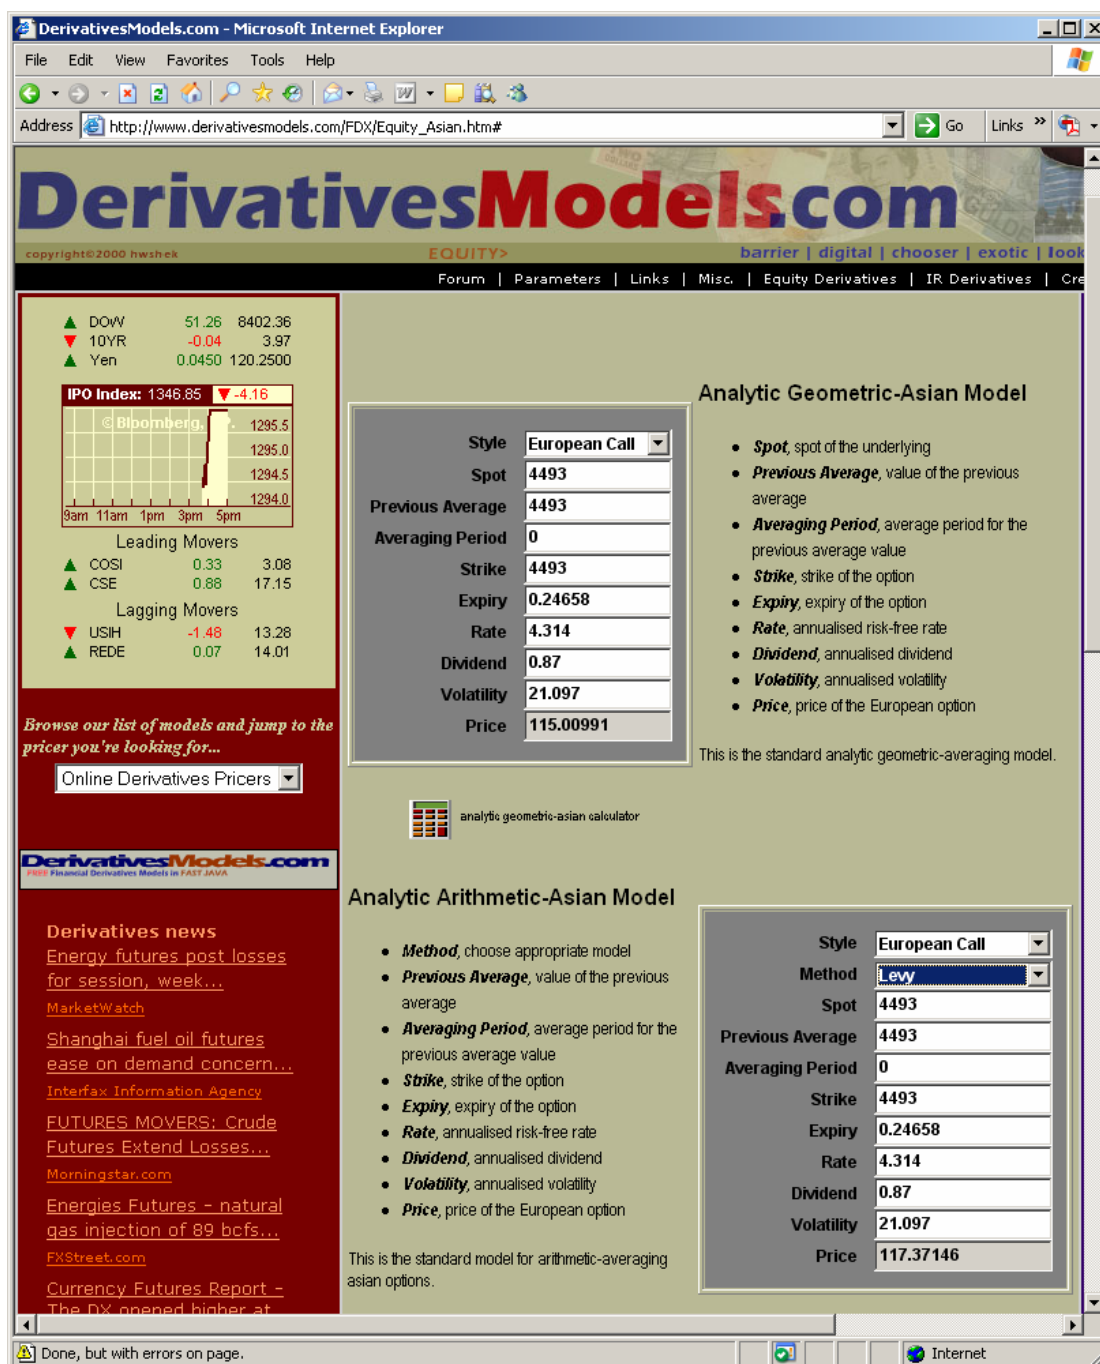 DerivativesModels.com - Microsoft Internet Explorer
File Edit View Favorites Tools Help
Address http://www.derivativesmodels.com/FDX/Equity_Asian.htm# Go Links »
DerivativesModels.com
copyright©2000 hwshek EQUITY> barrier | digital | chooser | exotic | look
Forum | Parameters | Links | Misc. | Equity Derivatives | IR Derivatives | Cre
DOW 51.26 8402.36
10YR -0.04 3.97
Yen 0.0450 120.2500
IPO Index: 1346.85 -4.16
© Bloomberg, P.
1295.5
1295.0
1294.5
1294.0
9am 11am 1pm 3pm 5pm
Leading Movers
COSI 0.33 3.08
CSE 0.88 17.15
Lagging Movers
USIH -1.48 13.28
REDE 0.07 14.01
Browse our list of models and jump to the
pricer you're looking for...
Online Derivatives Pricers
DerivativesModels.com
FREE Financial Derivatives Models in FAST JAVA
Derivatives news
Energy futures post losses
for session, week...
MarketWatch
Shanghai fuel oil futures
ease on demand concern...
Interfax Information Agency
FUTURES MOVERS: Crude
Futures Extend Losses...
Morningstar.com
Energies Futures - natural
gas injection of 89 bcfs...
FXStreet.com
Currency Futures Report -
The DX opened higher at
Style European Call
Spot 4493
Previous Average 4493
Averaging Period 0
Strike 4493
Expiry 0.24658
Rate 4.314
Dividend 0.87
Volatility 21.097
Price 115.00991
analytic geometric-asian calculator
Analytic Geometric-Asian Model
• Spot, spot of the underlying
• Previous Average, value of the previous
average
• Averaging Period, average period for the
previous average value
• Strike, strike of the option
• Expiry, expiry of the option
• Rate, annualised risk-free rate
• Dividend, annualised dividend
• Volatility, annualised volatility
• Price, price of the European option
This is the standard analytic geometric-averaging model.
Analytic Arithmetic-Asian Model
• Method, choose appropriate model
• Previous Average, value of the previous
average
• Averaging Period, average period for the
previous average value
• Strike, strike of the option
• Expiry, expiry of the option
• Rate, annualised risk-free rate
• Dividend, annualised dividend
• Volatility, annualised volatility
• Price, price of the European option
This is the standard model for arithmetic-averaging
asian options.
Style European Call
Method Levy
Spot 4493
Previous Average 4493
Averaging Period 0
Strike 4493
Expiry 0.24658
Rate 4.314
Dividend 0.87
Volatility 21.097
Price 117.37146
Done, but with errors on page. Internet